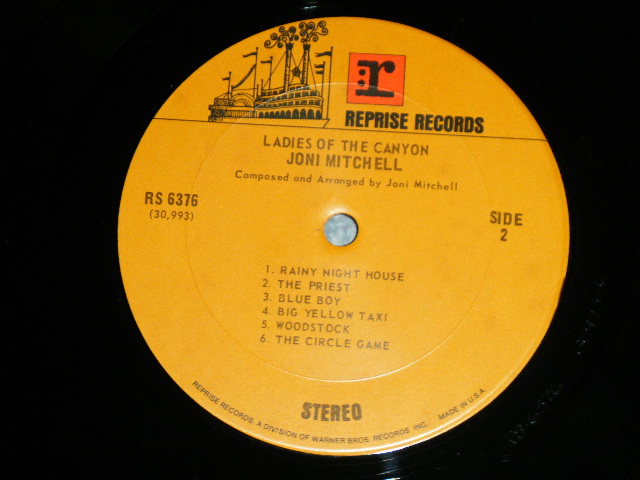 r
REPRISE RECORDS
LADIES OF THE CANYON
JONI MITCHELL
Composed and Arranged by Joni Mitchell
RS 6376
(30,993)
SIDE
2
1. RAINY NIGHT HOUSE
2. THE PRIEST
3. BLUE BOY
4. BIG YELLOW TAXI
5. WOODSTOCK
6. THE CIRCLE GAME
STEREO
REPRISE RECORDS, A DIVISION OF WARNER BROS. RECORDS, INC. MADE IN U.S.A.